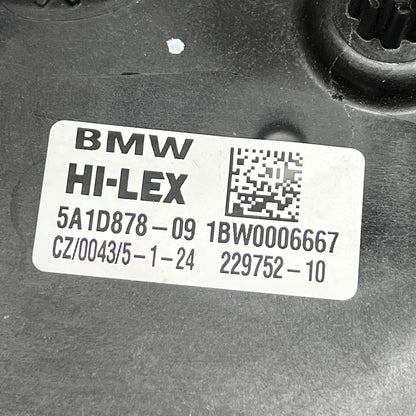 BMW
HI-LEX
5A1D878-09 1BW0006667
CZ/0043/5-1-24 229752-10